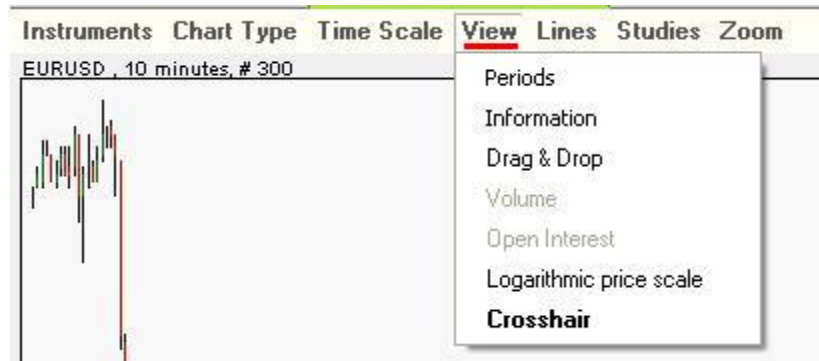 Instruments Chart Type Time Scale View Lines Studies Zoom
EURUSD , 10 minutes, # 300
Periods
Information
Drag & Drop
Volume
Open Interest
Logarithmic price scale
Crosshair